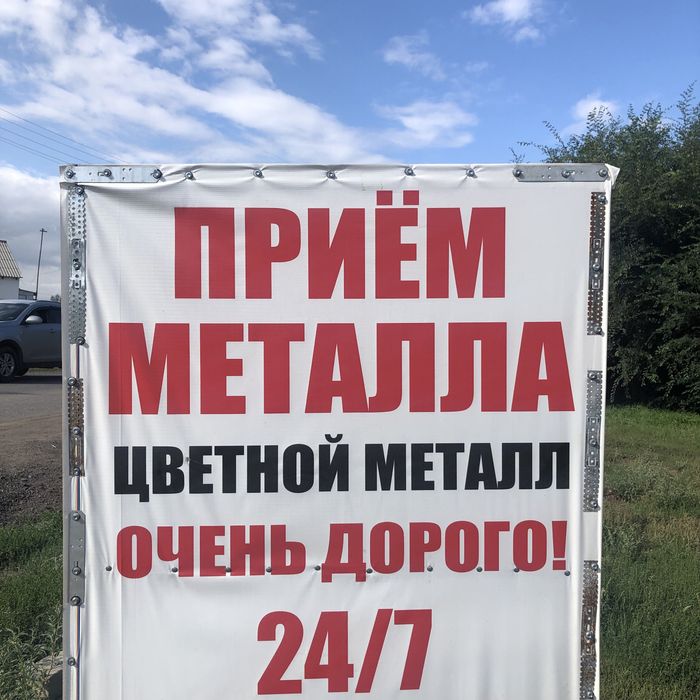 ПРИЁМ
МЕТАЛЛА
ЦВЕТНОЙ МЕТАЛЛ
ОЧЕНЬ ДОРОГО!
24/7